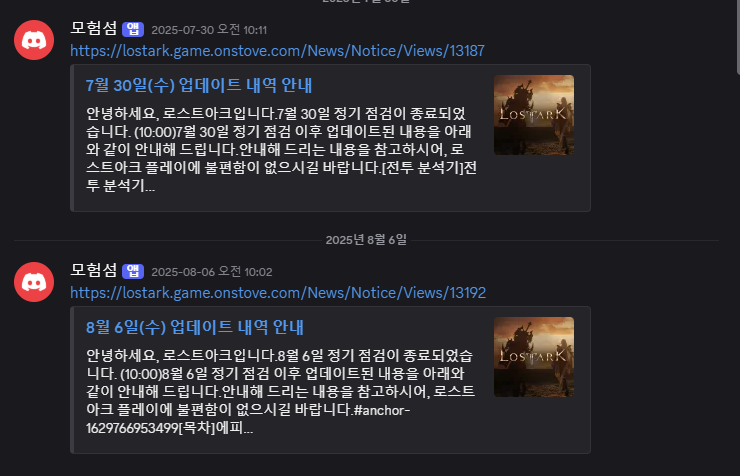 모험섬 앱 2025-07-30 오전 10:11
https://lostark.game.onstove.com/News/Notice/Views/13187
7월 30일(수) 업데이트 내역 안내
안녕하세요, 로스트아크입니다.7월 30일 정기 점검이 종료되었
습니다. (10:00)7월 30일 정기 점검 이후 업데이트된 내용을 아래
와 같이 안내해 드립니다.안내해 드리는 내용을 참고하시어, 로
스트아크 플레이에 불편함이 없으시길 바랍니다.[전투 분석기]전
투 분석기...
LOST ARK
2025년 8월 6일
모험섬 앱 2025-08-06 오전 10:02
https://lostark.game.onstove.com/News/Notice/Views/13192
8월 6일(수) 업데이트 내역 안내
안녕하세요, 로스트아크입니다.8월 6일 정기 점검이 종료되었습
니다. (10:00)8월 6일 정기 점검 이후 업데이트된 내용을 아래와
같이 안내해 드립니다.안내해 드리는 내용을 참고하시어, 로스트
아크 플레이에 불편함이 없으시길 바랍니다.#anchor-
1629766953499[목차]에피...
LOST ARK